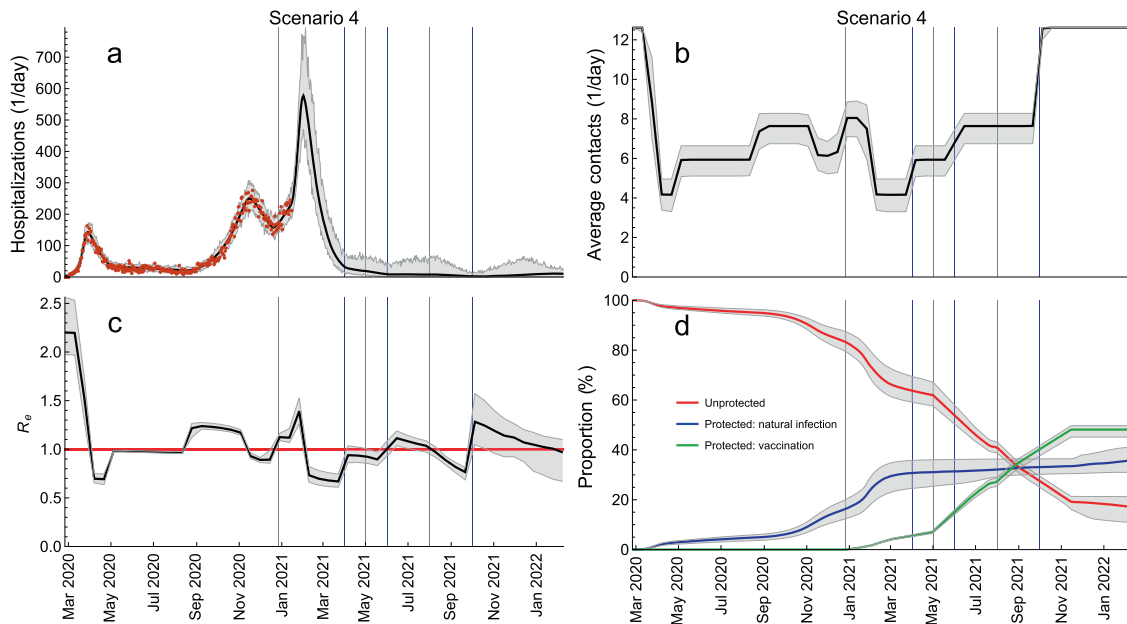 Scenario 4
Scenario 4
a
Hospitalizations (1/day)
700
600
500
400
300
200
100
0
b
Average contacts (1/day)
12
10
8
6
4
2
0
c
Re
2.5
2.0
1.5
1.0
0.5
0.0
Mar 2020
May 2020
Jul 2020
Sep 2020
Nov 2020
Jan 2021
Mar 2021
May 2021
Jul 2021
Sep 2021
Nov 2021
Jan 2022
d
Proportion (%)
100
80
60
40
20
0
Unprotected
Protected: natural infection
Protected: vaccination
Mar 2020
May 2020
Jul 2020
Sep 2020
Nov 2020
Jan 2021
Mar 2021
May 2021
Jul 2021
Sep 2021
Nov 2021
Jan 2022